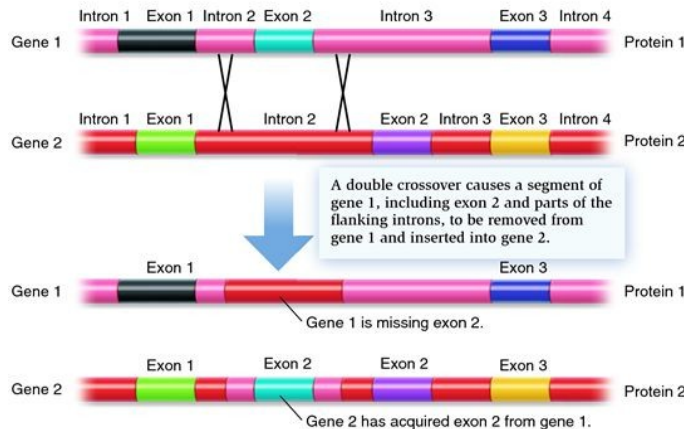 Intron 1 Exon 1 Intron 2 Exon 2 Intron 3 Exon 3 Intron 4
Gene 1 Protein 1
Intron 1 Exon 1 Intron 2 Exon 2 Intron 3 Exon 3 Intron 4
Gene 2 Protein 2
A double crossover causes a segment of
gene 1, including exon 2 and parts of the
flanking introns, to be removed from
gene 1 and inserted into gene 2.
Exon 1 Exon 3
Gene 1 Protein 1
Gene 1 is missing exon 2.
Exon 1 Exon 2 Exon 2 Exon 3
Gene 2 Protein 2
Gene 2 has acquired exon 2 from gene 1.